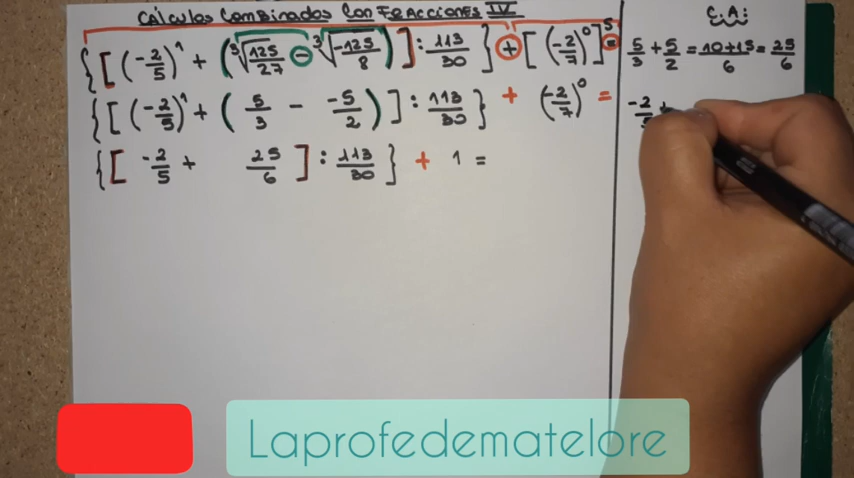 CÁLCULOS COMBINADOS CON FRACCIONES IV
{[(-2/5)^1 + (∛125/27 - ∛-125/8)] : 113/30} + [(-2/7)^0]^5 =
{[(-2/5)^1 + (5/3 - -5/2)] : 113/30} + (-2/7)^0 =
{[-2/5 + 25/6] : 113/30} + 1 =
C.A:
5/3 + 5/2 = 10+15/6 = 25/6
-2/5 +
Laprofedematelore